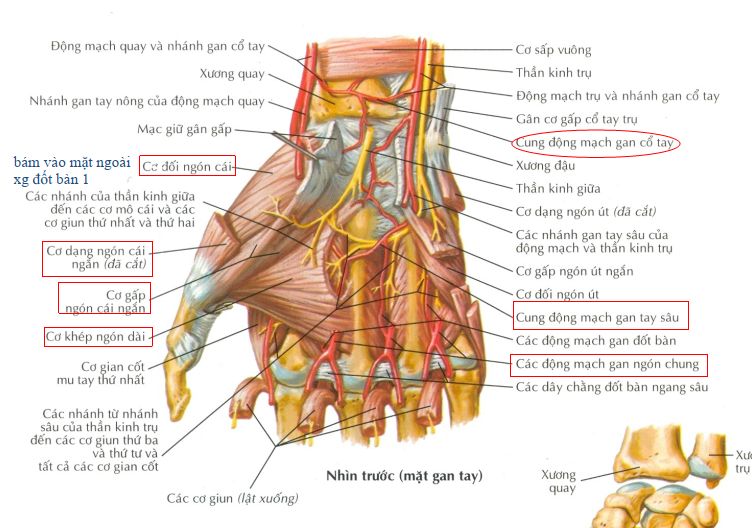 Động mạch quay và nhánh gan cổ tay
Xương quay
Nhánh gan tay nông của động mạch quay
Mạc giữ gân gấp
bám vào mặt ngoài
xg đốt bàn 1
Cơ đối ngón cái
Các nhánh của thần kinh giữa
đến các cơ mô cái và các
cơ giun thứ nhất và thứ hai
Cơ dạng ngón cái
ngắn (đã cắt)
Cơ gấp
ngón cái ngắn
Cơ khép ngón dài
Cơ gian cốt
mu tay thứ nhất
Các nhánh từ nhánh
sâu của thần kinh trụ
đến các cơ giun thứ ba
và thứ tư và
tất cả các cơ gian cốt
Các cơ giun (lật xuống)
Cơ sấp vuông
Thần kinh trụ
Động mạch trụ và nhánh gan cổ tay
Gân cơ gấp cổ tay trụ
Cung động mạch gan cổ tay
Xương đậu
Thần kinh giữa
Cơ dạng ngón út (đã cắt)
Các nhánh gan tay sâu của
động mạch và thần kinh trụ
Cơ gấp ngón út ngắn
Cơ đối ngón út
Cung động mạch gan tay sâu
Các động mạch gan đốt bàn
Các động mạch gan ngón chung
Các dây chằng đốt bàn ngang sâu
Nhìn trước (mặt gan tay)
Xương
quay
trụ